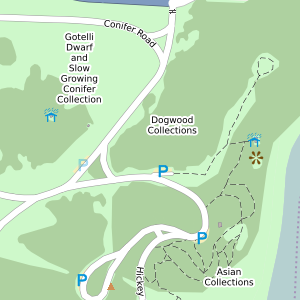 Conifer Road
Gotelli
Dwarf
and
Slow
Growing
Conifer
Collection
Dogwood
Collections
P
P
P
P
Asian
Collections
Hickey